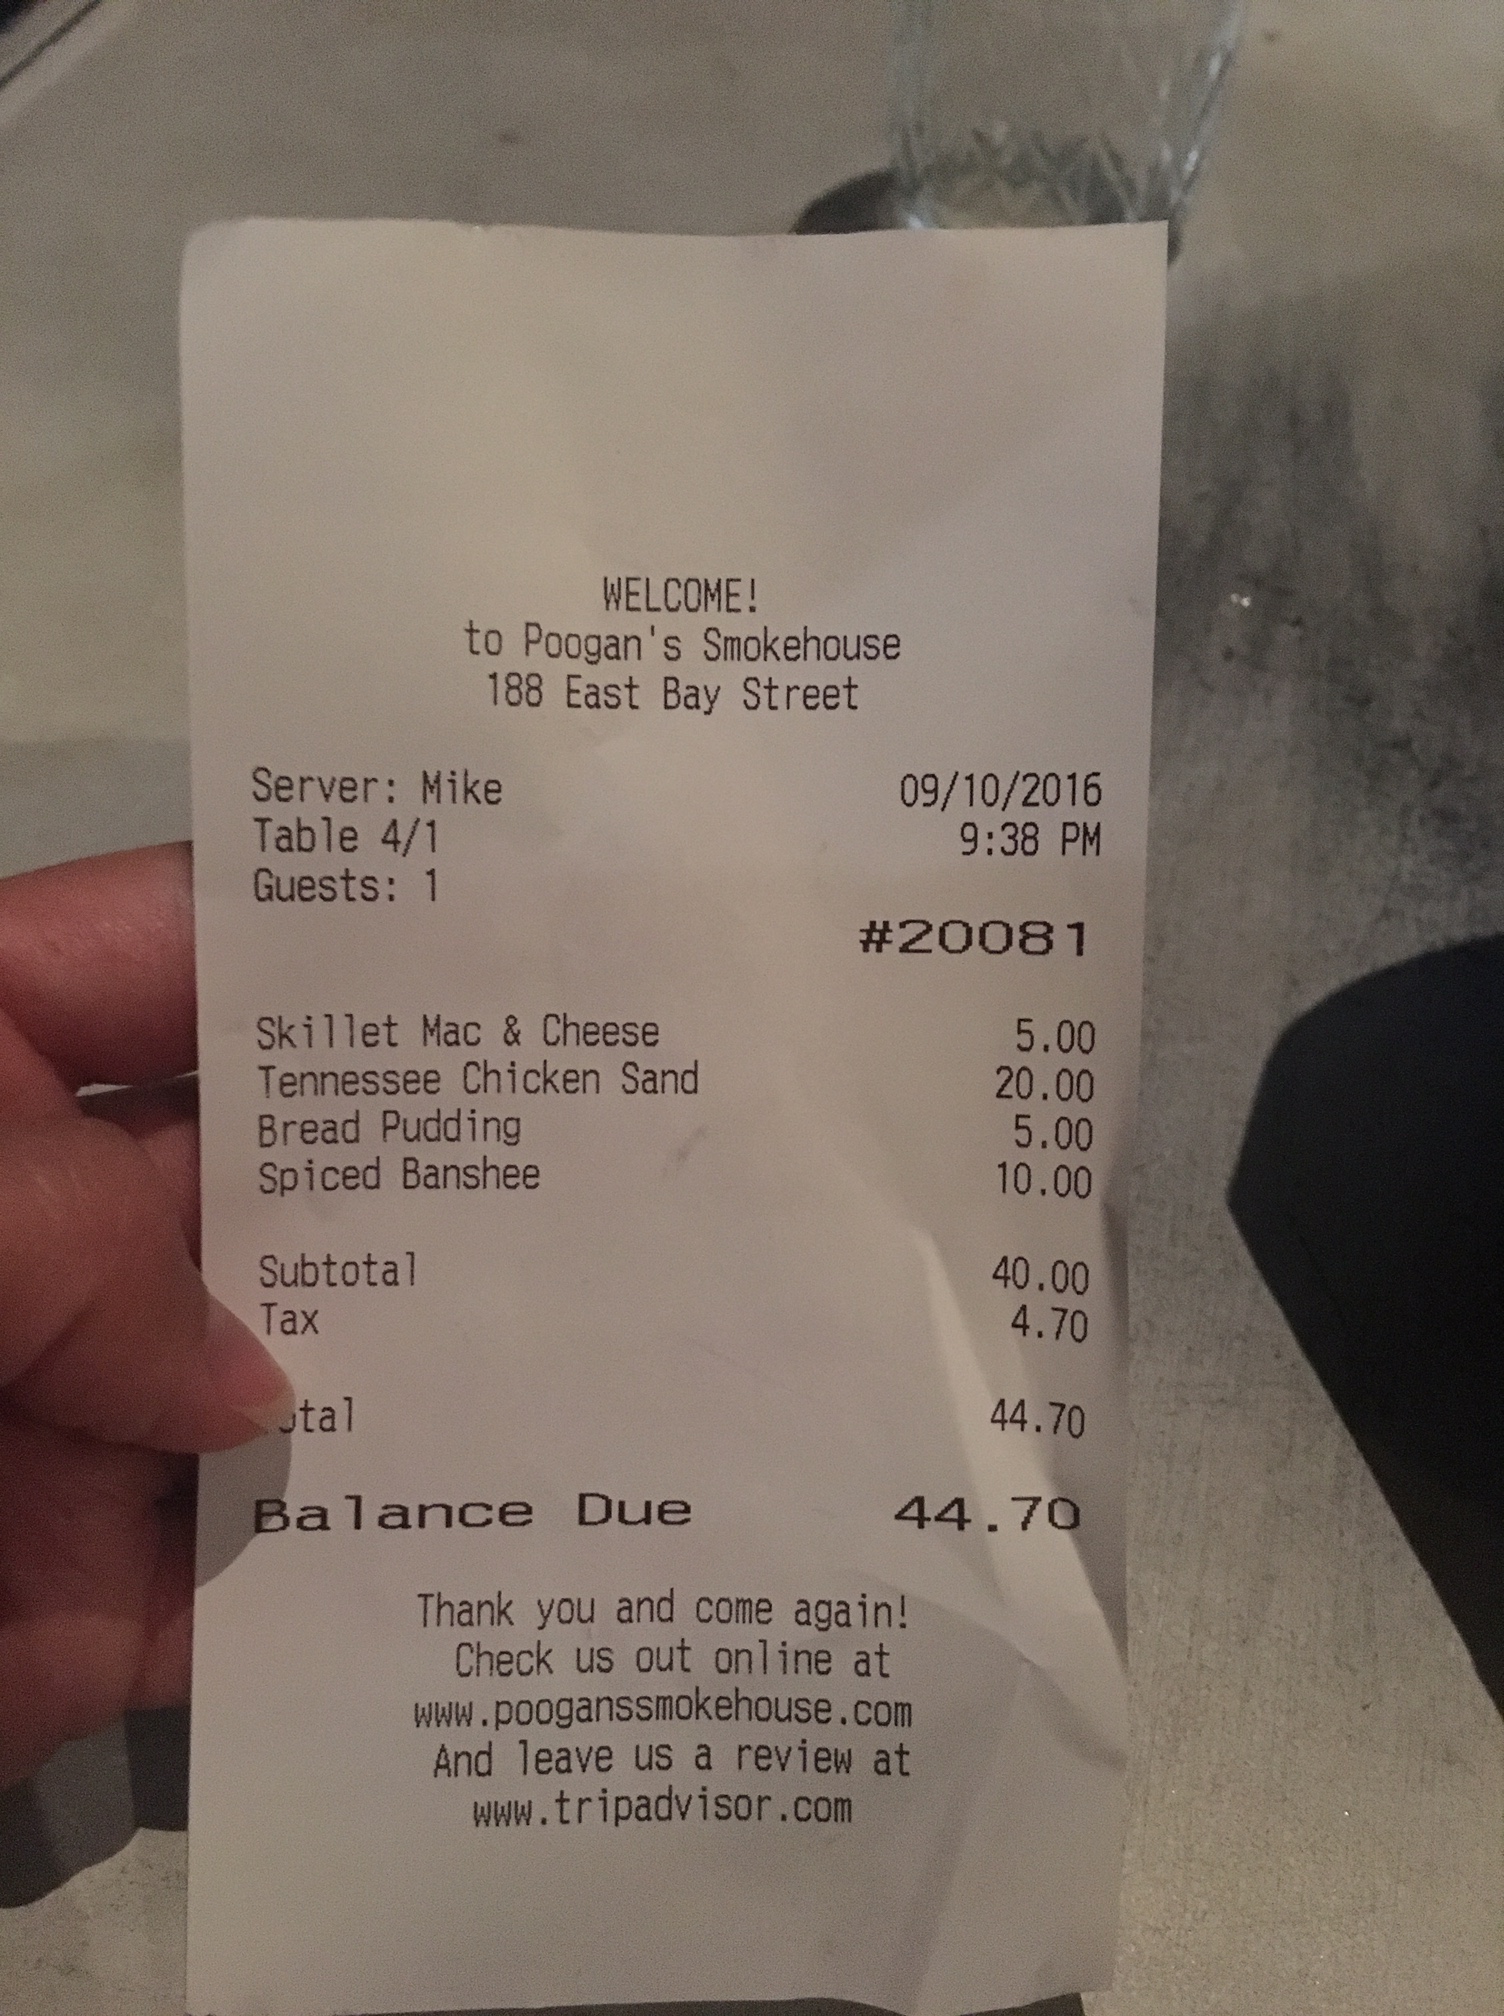 WELCOME!
to Poogan's Smokehouse
188 East Bay Street
Server: Mike 09/10/2016
Table 4/1 9:38 PM
Guests: 1
#20081
Skillet Mac & Cheese 5.00
Tennessee Chicken Sand 20.00
Bread Pudding 5.00
Spiced Banshee 10.00
Subtotal 40.00
Tax 4.70
otal 44.70
Balance Due 44.70
Thank you and come again!
Check us out online at
www.pooganssmokehouse.com
And leave us a review at
www.tripadvisor.com